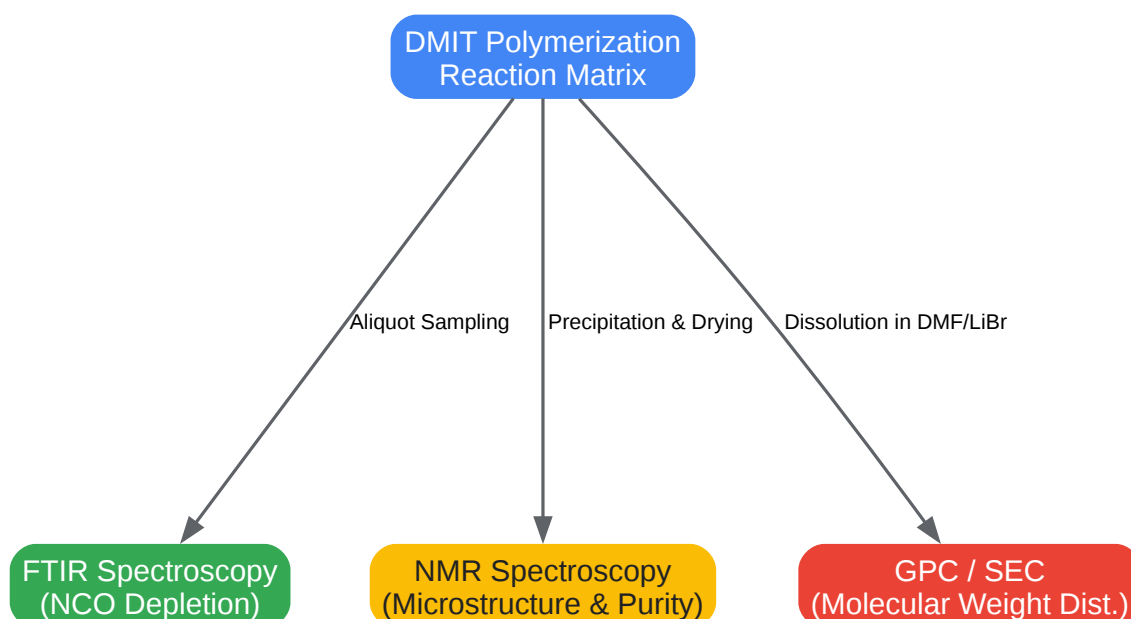 DMIT Polymerization
Reaction Matrix
Aliquot Sampling
Precipitation & Drying
Dissolution in DMF/LiBr
FTIR Spectroscopy
(NCO Depletion)
NMR Spectroscopy
(Microstructure & Purity)
GPC / SEC
(Molecular Weight Dist.)